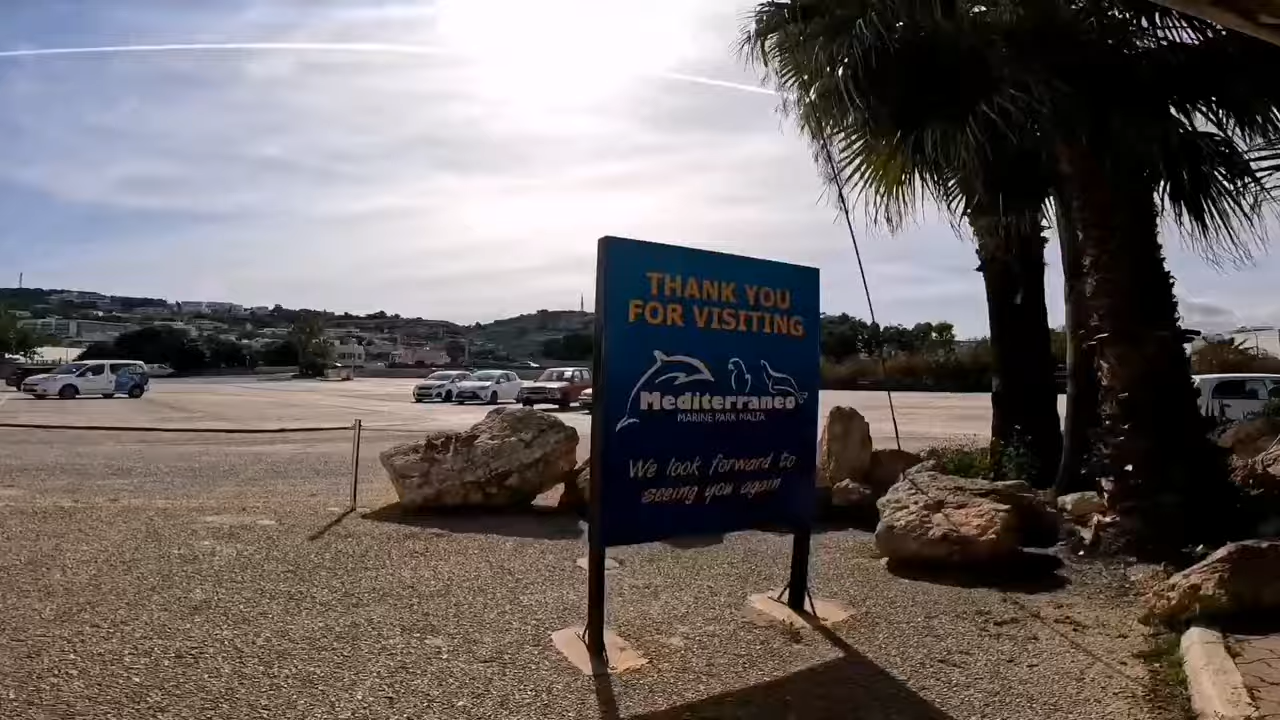 THANK YOU
FOR VISITING
Mediterraneo
MARINE PARK MALTA
We look forward to
seeing you again